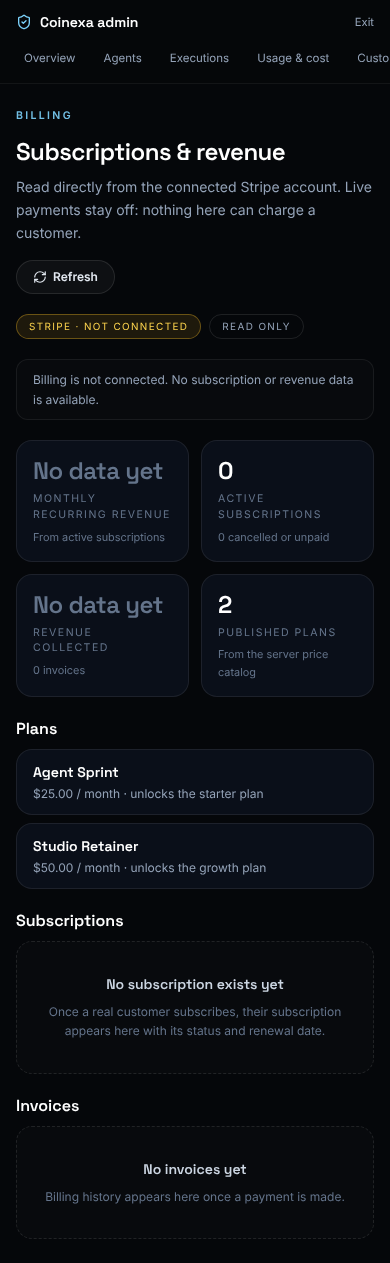 Coinexa admin
Exit
Overview Agents Executions Usage & cost Custo
BILLING
Subscriptions & revenue
Read directly from the connected Stripe account. Live
payments stay off: nothing here can charge a
customer.
Refresh
STRIPE · NOT CONNECTED
READ ONLY
Billing is not connected. No subscription or revenue data
is available.
No data yet
MONTHLY
RECURRING REVENUE
From active subscriptions
0
ACTIVE
SUBSCRIPTIONS
0 cancelled or unpaid
No data yet
REVENUE
COLLECTED
0 invoices
2
PUBLISHED PLANS
From the server price
catalog
Plans
Agent Sprint
$25.00 / month · unlocks the starter plan
Studio Retainer
$50.00 / month · unlocks the growth plan
Subscriptions
No subscription exists yet
Once a real customer subscribes, their subscription
appears here with its status and renewal date.
Invoices
No invoices yet
Billing history appears here once a payment is made.